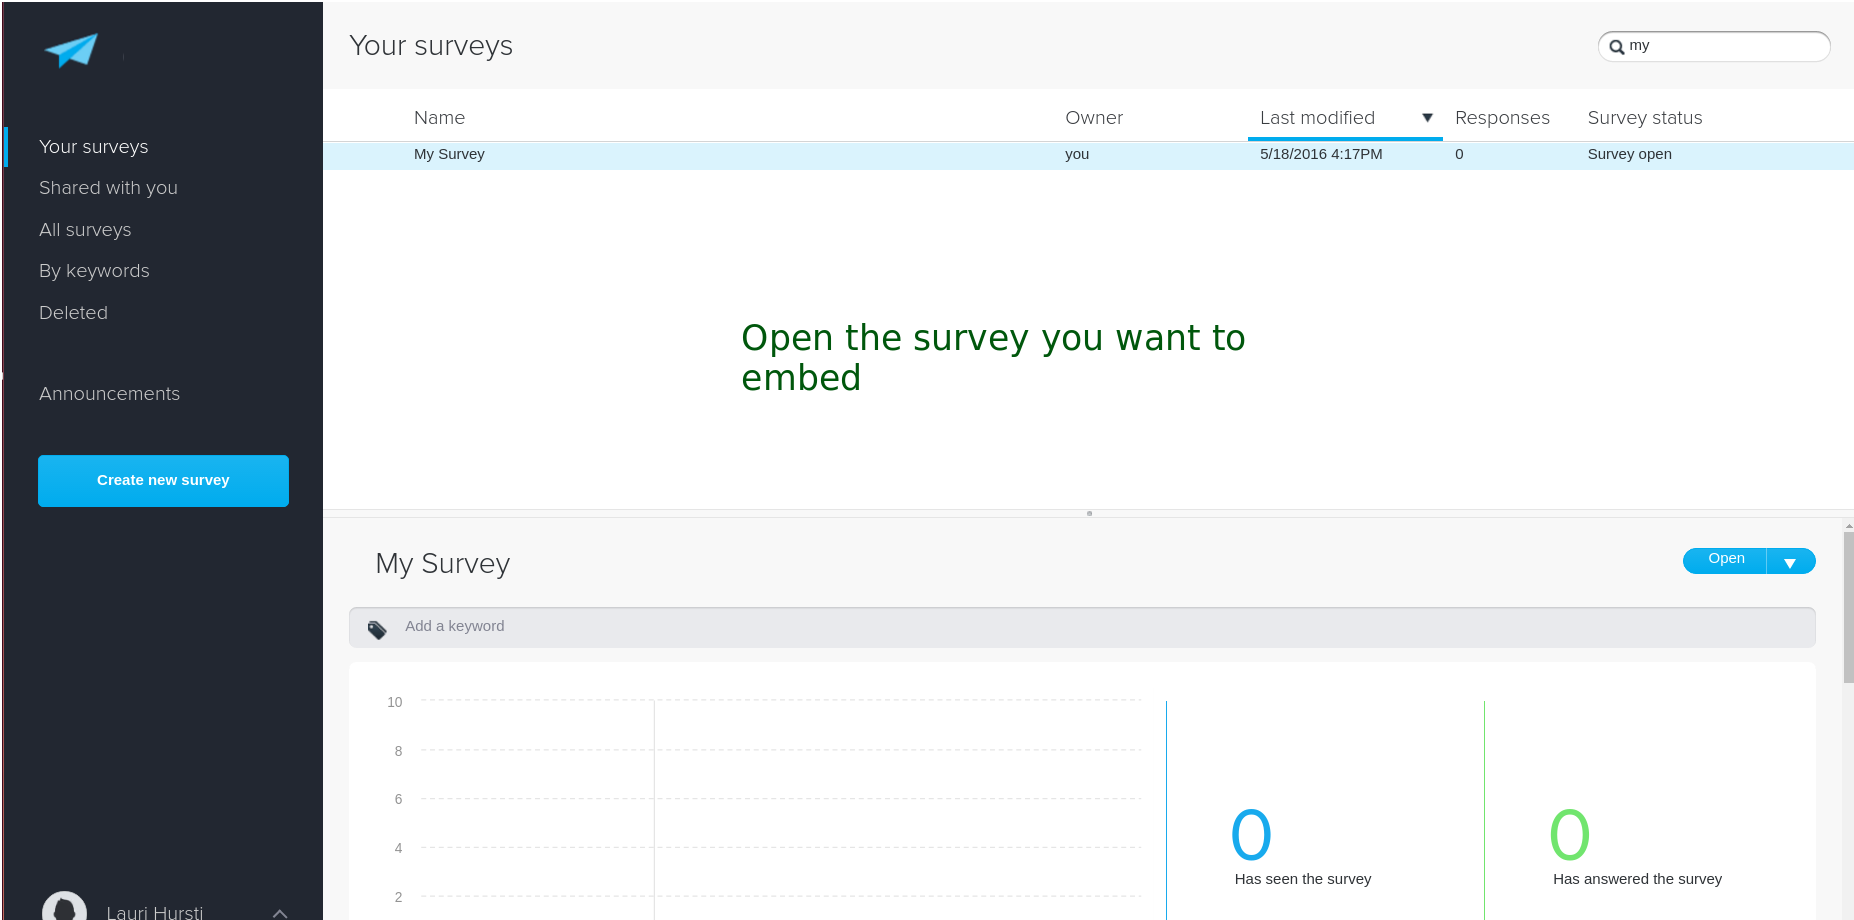 Your surveys
my
Your surveys
Shared with you
All surveys
By keywords
Deleted
Announcements
Create new survey
Lauri Hursti
Name Owner Last modified ▼ Responses Survey status
My Survey you 5/18/2016 4:17PM 0 Survey open
Open the survey you want to
embed
My Survey
Open ▼
Add a keyword
10
8
6
4
2
0
Has seen the survey
0
Has answered the survey